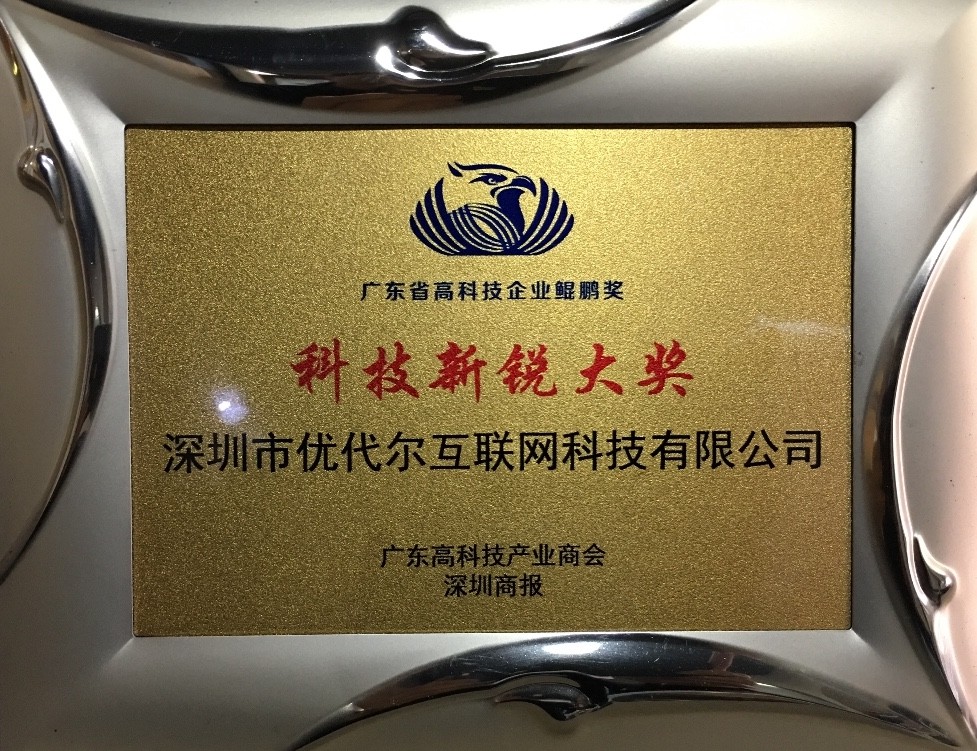 广东省高科技企业鲲鹏奖
科技新锐大奖
深圳市优代尔互联网科技有限公司
广东高科技产业商会
深圳商报